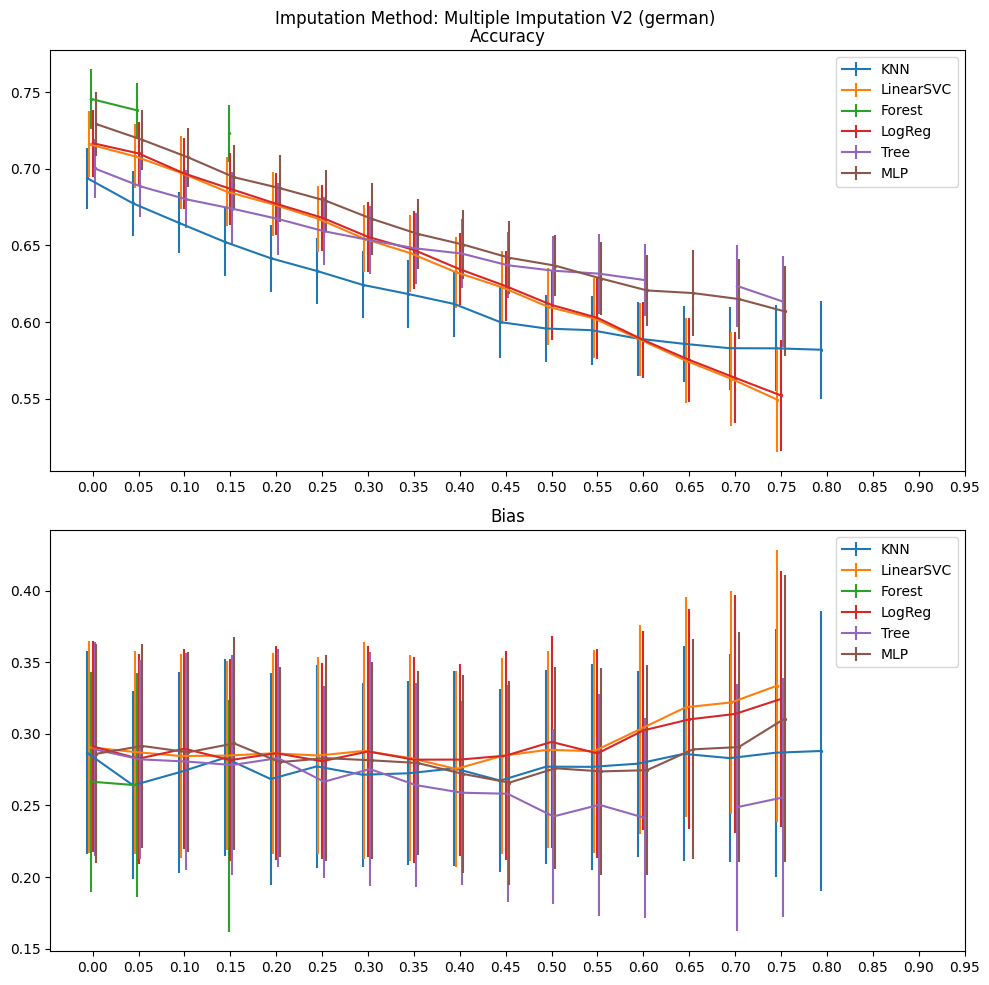 Imputation Method: Multiple Imputation V2 (german)
Accuracy
KNN
LinearSVC
Forest
LogReg
Tree
MLP
0.75
0.70
0.65
0.60
0.55
0.00 0.05 0.10 0.15 0.20 0.25 0.30 0.35 0.40 0.45 0.50 0.55 0.60 0.65 0.70 0.75 0.80 0.85 0.90 0.95
Bias
KNN
LinearSVC
Forest
LogReg
Tree
MLP
0.40
0.35
0.30
0.25
0.20
0.15
0.00 0.05 0.10 0.15 0.20 0.25 0.30 0.35 0.40 0.45 0.50 0.55 0.60 0.65 0.70 0.75 0.80 0.85 0.90 0.95